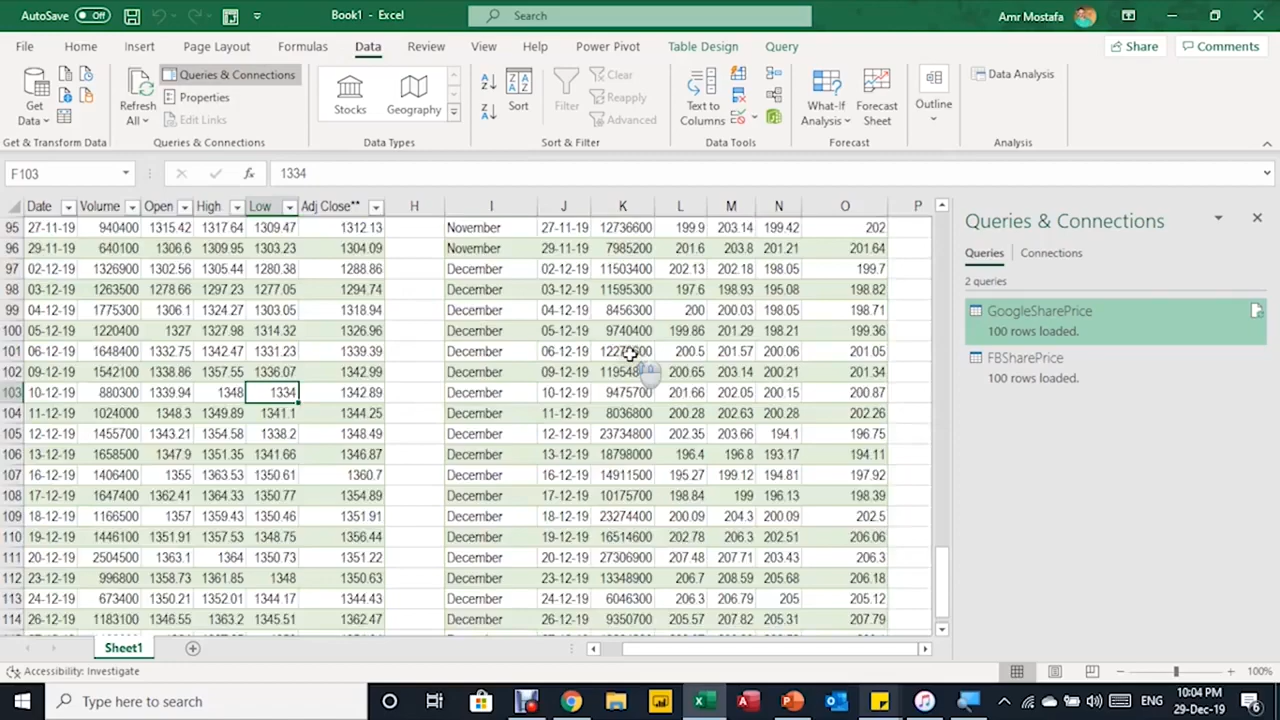 AutoSave Off Book1 - Excel Search Amr Mostafa
File Home Insert Page Layout Formulas Data Review View Help Power Pivot Table Design Query Share Comments
Get Data Refresh All Queries & Connections Properties Edit Links Stocks Geography Sort Filter Clear Reapply Advanced Text to Columns What-If Analysis Forecast Sheet Outline Data Analysis
Get & Transform Data Queries & Connections Data Types Sort & Filter Data Tools Forecast Analysis
F103 fx 1334
Date Volume Open High Low Adj Close** H I J K L M N O P
95 27-11-19 940400 1315.42 1317.64 1309.47 1312.13 November 27-11-19 12736600 199.9 203.14 199.42 202
96 29-11-19 640100 1306.6 1309.95 1303.23 1304.09 November 29-11-19 7985200 201.6 203.8 201.21 201.64
97 02-12-19 1326900 1302.56 1305.44 1280.38 1288.86 December 02-12-19 11503400 202.13 202.18 198.05 199.7
98 03-12-19 1263500 1278.66 1297.23 1277.05 1294.74 December 03-12-19 11595300 197.6 198.93 195.08 198.82
99 04-12-19 1775300 1306.1 1324.27 1303.05 1318.94 December 04-12-19 8456300 200 200.03 198.05 198.71
100 05-12-19 1220400 1327 1327.98 1314.32 1326.96 December 05-12-19 9740400 199.86 201.29 198.21 199.36
101 06-12-19 1648400 1332.75 1342.47 1331.23 1339.39 December 06-12-19 200.5 201.57 200.06 201.05
102 09-12-19 1542100 1338.86 1357.55 1336.07 1342.99 December 09-12-19 200.65 203.14 200.21 201.34
103 10-12-19 880300 1339.94 1348 1334 1342.89 December 10-12-19 9475700 201.66 202.05 200.15 200.87
104 11-12-19 1024000 1348.3 1349.89 1341.1 1344.25 December 11-12-19 8036800 200.28 202.63 200.28 202.26
105 12-12-19 1455700 1343.21 1354.58 1338.2 1348.49 December 12-12-19 23734800 202.35 203.66 194.1 196.75
106 13-12-19 1658500 1347.9 1351.35 1341.66 1346.87 December 13-12-19 18798000 196.4 196.8 193.17 194.11
107 16-12-19 1406400 1355 1363.53 1350.61 1360.7 December 16-12-19 14911500 195.27 199.12 194.81 197.92
108 17-12-19 1647400 1362.41 1364.33 1350.77 1354.89 December 17-12-19 10175700 198.84 199 196.13 198.39
109 18-12-19 1166500 1357 1359.43 1350.46 1351.91 December 18-12-19 23274400 200.09 204.3 200.09 202.5
110 19-12-19 1446100 1351.91 1357.53 1348.75 1356.44 December 19-12-19 16514600 202.78 206.3 202.51 206.06
111 20-12-19 2504500 1363.1 1364 1350.73 1351.22 December 20-12-19 27306900 207.48 207.71 203.43 206.3
112 23-12-19 996800 1358.73 1361.85 1348 1350.63 December 23-12-19 13348900 206.7 208.59 205.68 206.18
113 24-12-19 673400 1350.21 1352.01 1344.17 1344.43 December 24-12-19 6046300 206.3 206.79 205 205.12
26-12-19 1183100 1346.55 1363.2 1345.51 1362.47 December 26-12-19 9350700 205.57 207.82 205.31 207.79
Sheet1
Queries & Connections
Queries Connections
2 queries
GoogleSharePrice
100 rows loaded.
FBSharePrice
100 rows loaded.
Accessibility: Investigate 100%
Type here to search ENG 10:04 PM
29-Dec-19 6